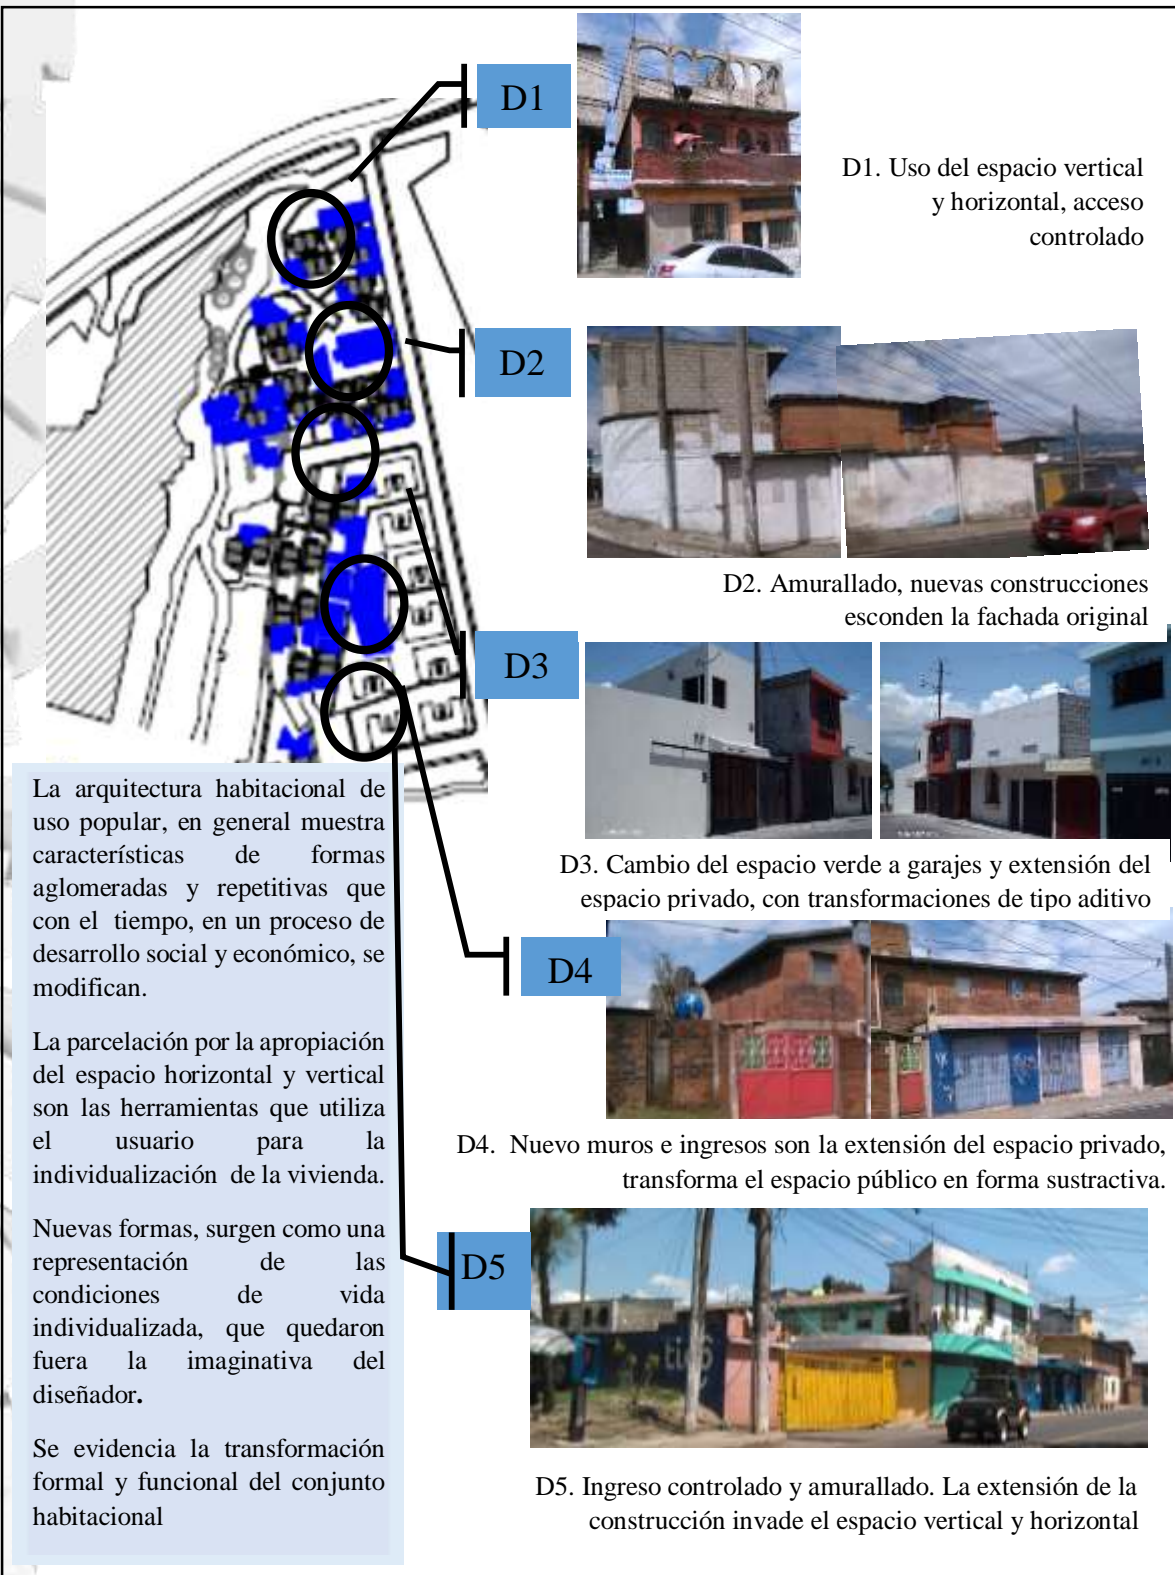 D1
D1. Uso del espacio vertical
y horizontal, acceso
controlado
D2
D2. Amurallado, nuevas construcciones
esconden la fachada original
D3
D3. Cambio del espacio verde a garajes y extensión del
espacio privado, con transformaciones de tipo aditivo
D4
D4.  Nuevo muros e ingresos son la extensión del espacio privado,
transforma el espacio público en forma sustractiva.
D5
tigo
D5. Ingreso controlado y amurallado. La extensión de la
construcción invade el espacio vertical y horizontal
La arquitectura habitacional de
uso popular, en general muestra
características de formas
aglomeradas y repetitivas que
con el tiempo, en un proceso de
desarrollo social y económico, se
modifican.
La parcelación por la apropiación
del espacio horizontal y vertical
son las herramientas que utiliza
el usuario para la
individualización de la vivienda.
Nuevas formas, surgen como una
representación de las
condiciones de vida
individualizada, que quedaron
fuera la imaginativa del
diseñador.
Se evidencia la transformación
formal y funcional del conjunto
habitacional